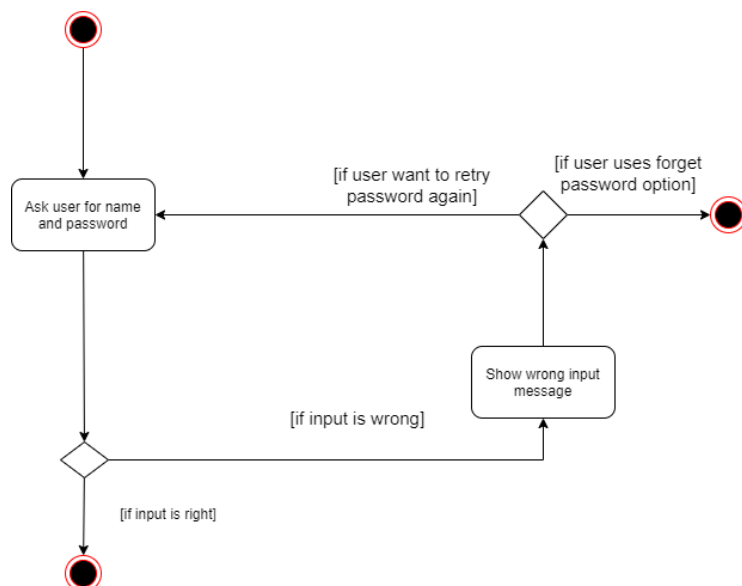 [if user want to retry
password again]
[if user uses forget
password option]
Ask user for name
and password
Show wrong input
message
[if input is wrong]
[if input is right]